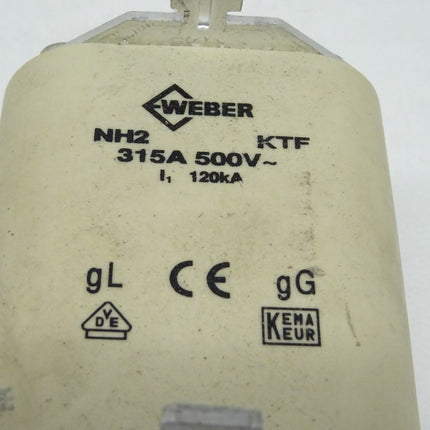 WEBER
NH2 KTF
315A 500V~
I₁ 120kA
gL CE gG
VDE KEMA
KEUR